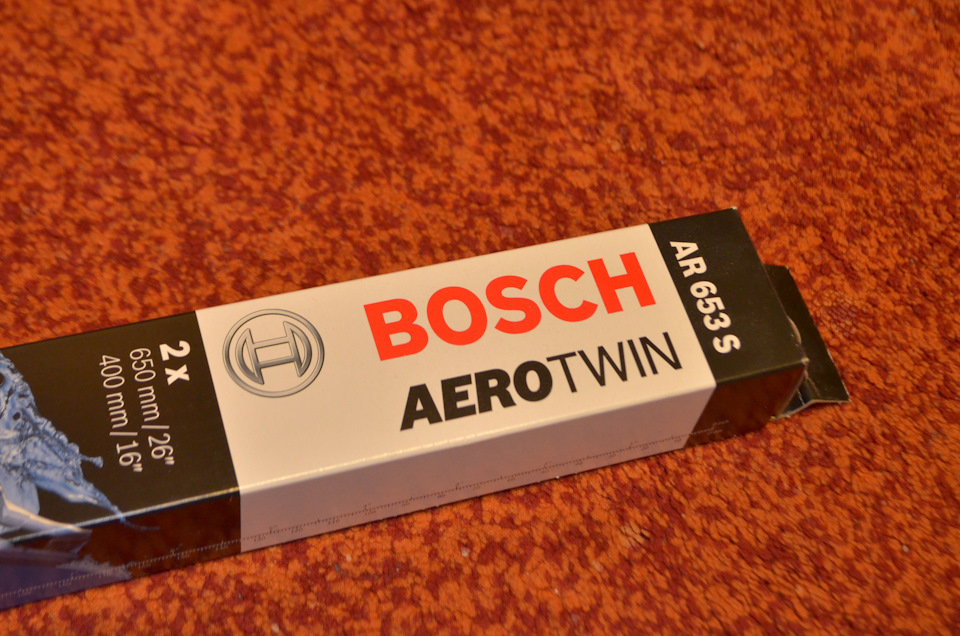 BOSCH
AEROTWIN
AR 653 S
2 x
650 mm/26"
400 mm/16"